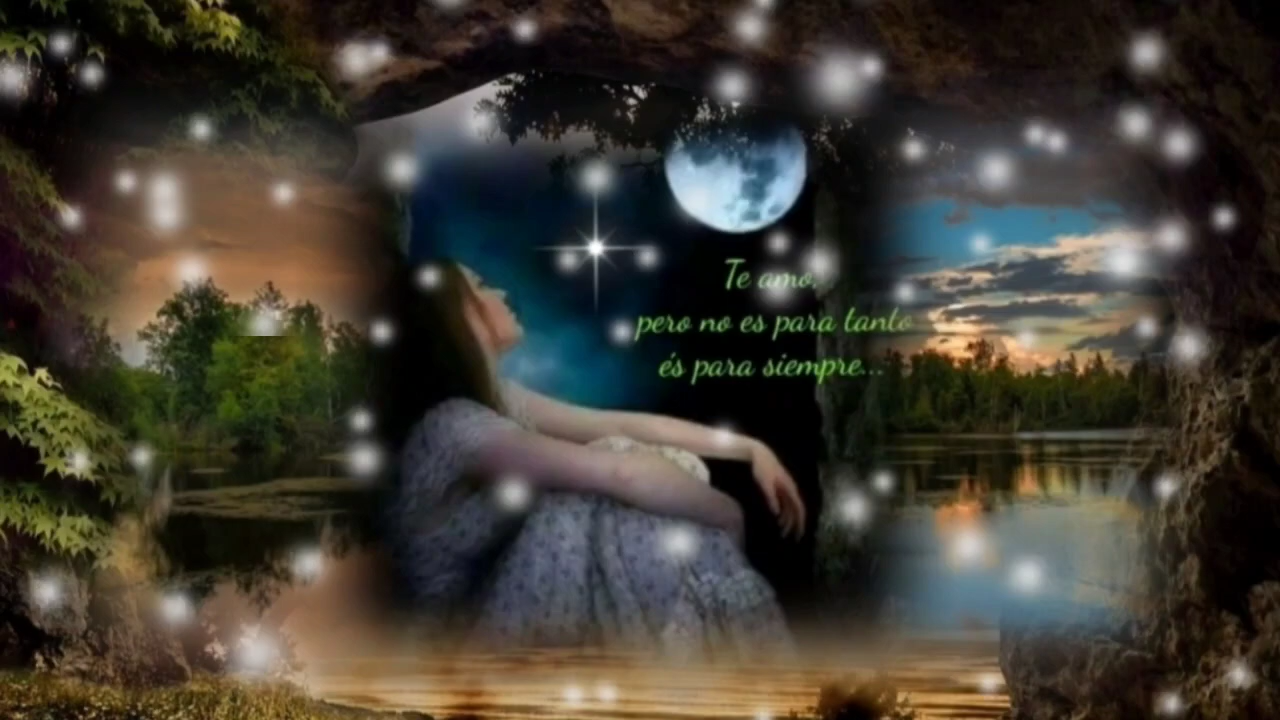 Te amo,
pero no es para tanto
és para siempre...